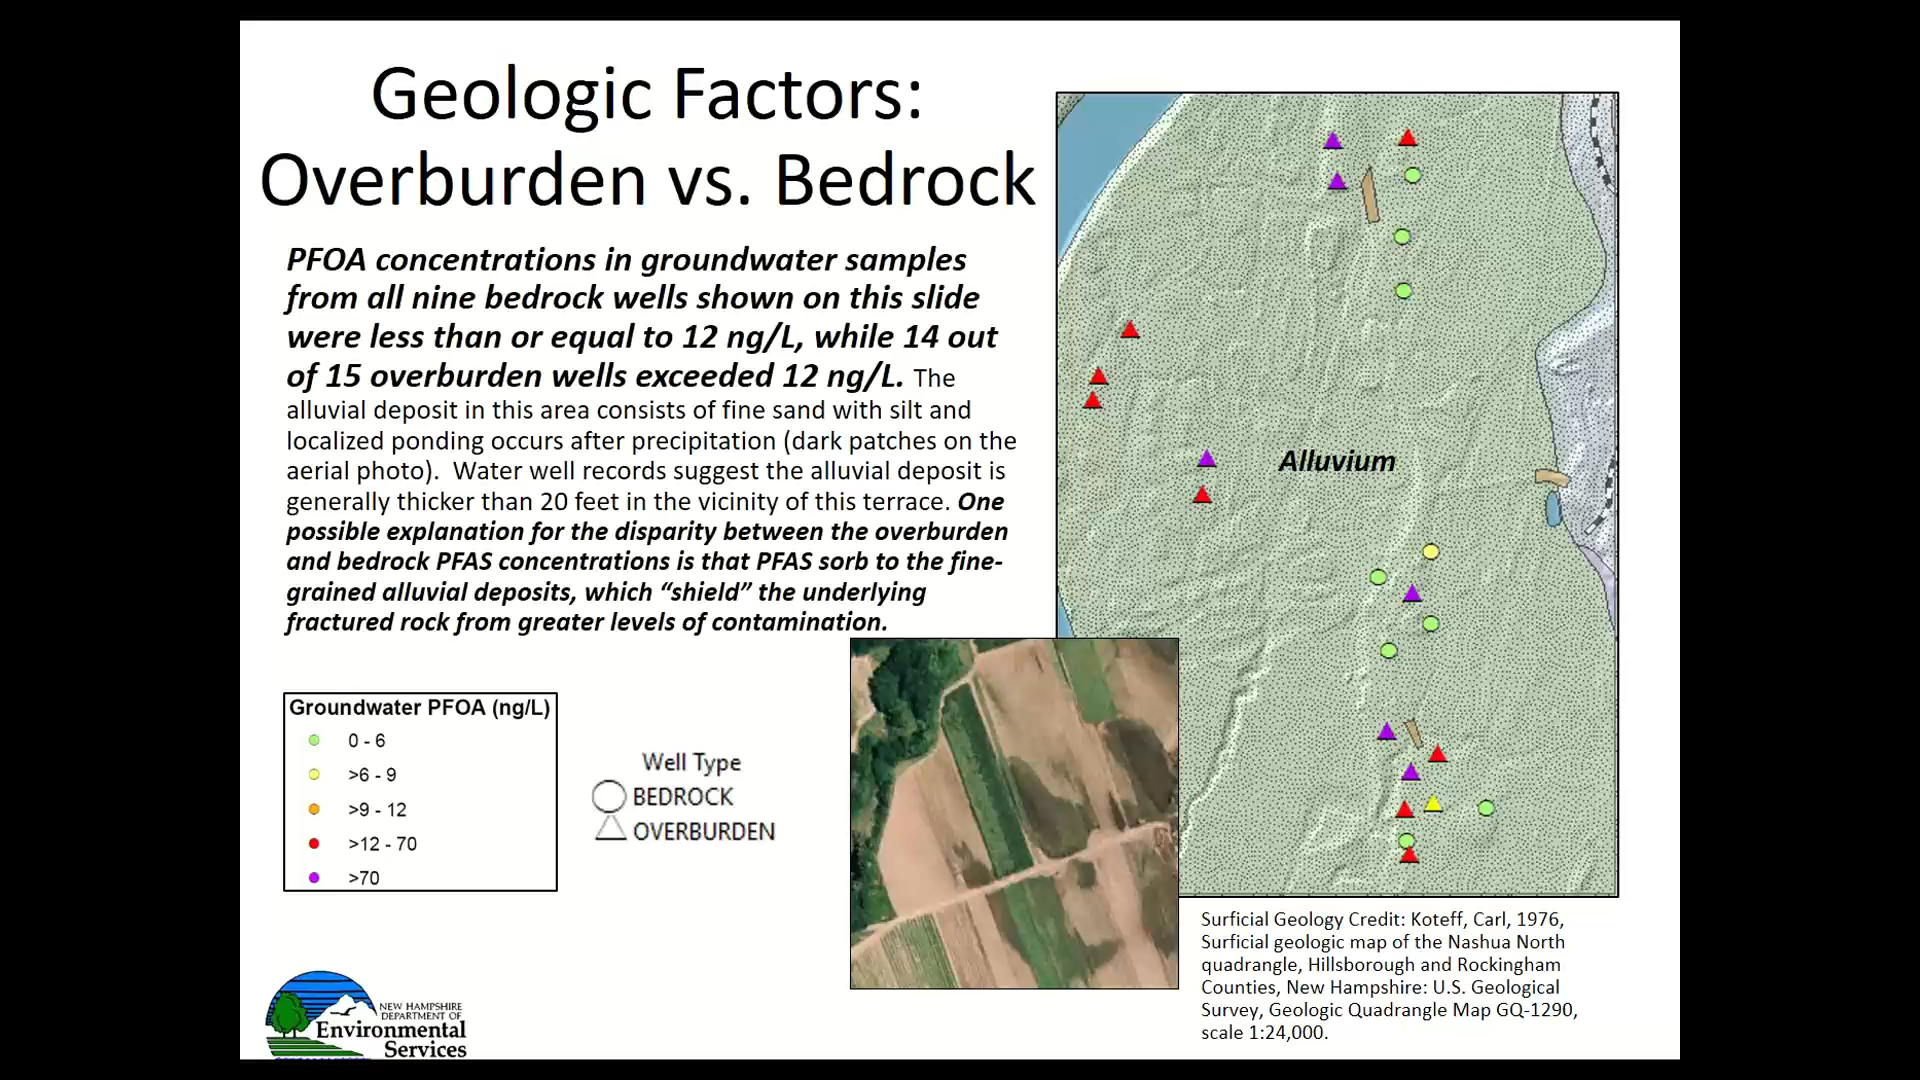 Geologic Factors:
Overburden vs. Bedrock
PFOA concentrations in groundwater samples
from all nine bedrock wells shown on this slide
were less than or equal to 12 ng/L, while 14 out
of 15 overburden wells exceeded 12 ng/L. The
alluvial deposit in this area consists of fine sand with silt and
localized ponding occurs after precipitation (dark patches on the
aerial photo).  Water well records suggest the alluvial deposit is
generally thicker than 20 feet in the vicinity of this terrace. One
possible explanation for the disparity between the overburden
and bedrock PFAS concentrations is that PFAS sorb to the fine-
grained alluvial deposits, which “shield” the underlying
fractured rock from greater levels of contamination.
Groundwater PFOA (ng/L)
0 - 6
>6 - 9
>9 - 12
>12 - 70
>70
Well Type
BEDROCK
OVERBURDEN
Alluvium
Surficial Geology Credit: Koteff, Carl, 1976,
Surficial geologic map of the Nashua North
quadrangle, Hillsborough and Rockingham
Counties, New Hampshire: U.S. Geological
Survey, Geologic Quadrangle Map GQ-1290,
scale 1:24,000.
NEW HAMPSHIRE
DEPARTMENT OF
Environmental
Services